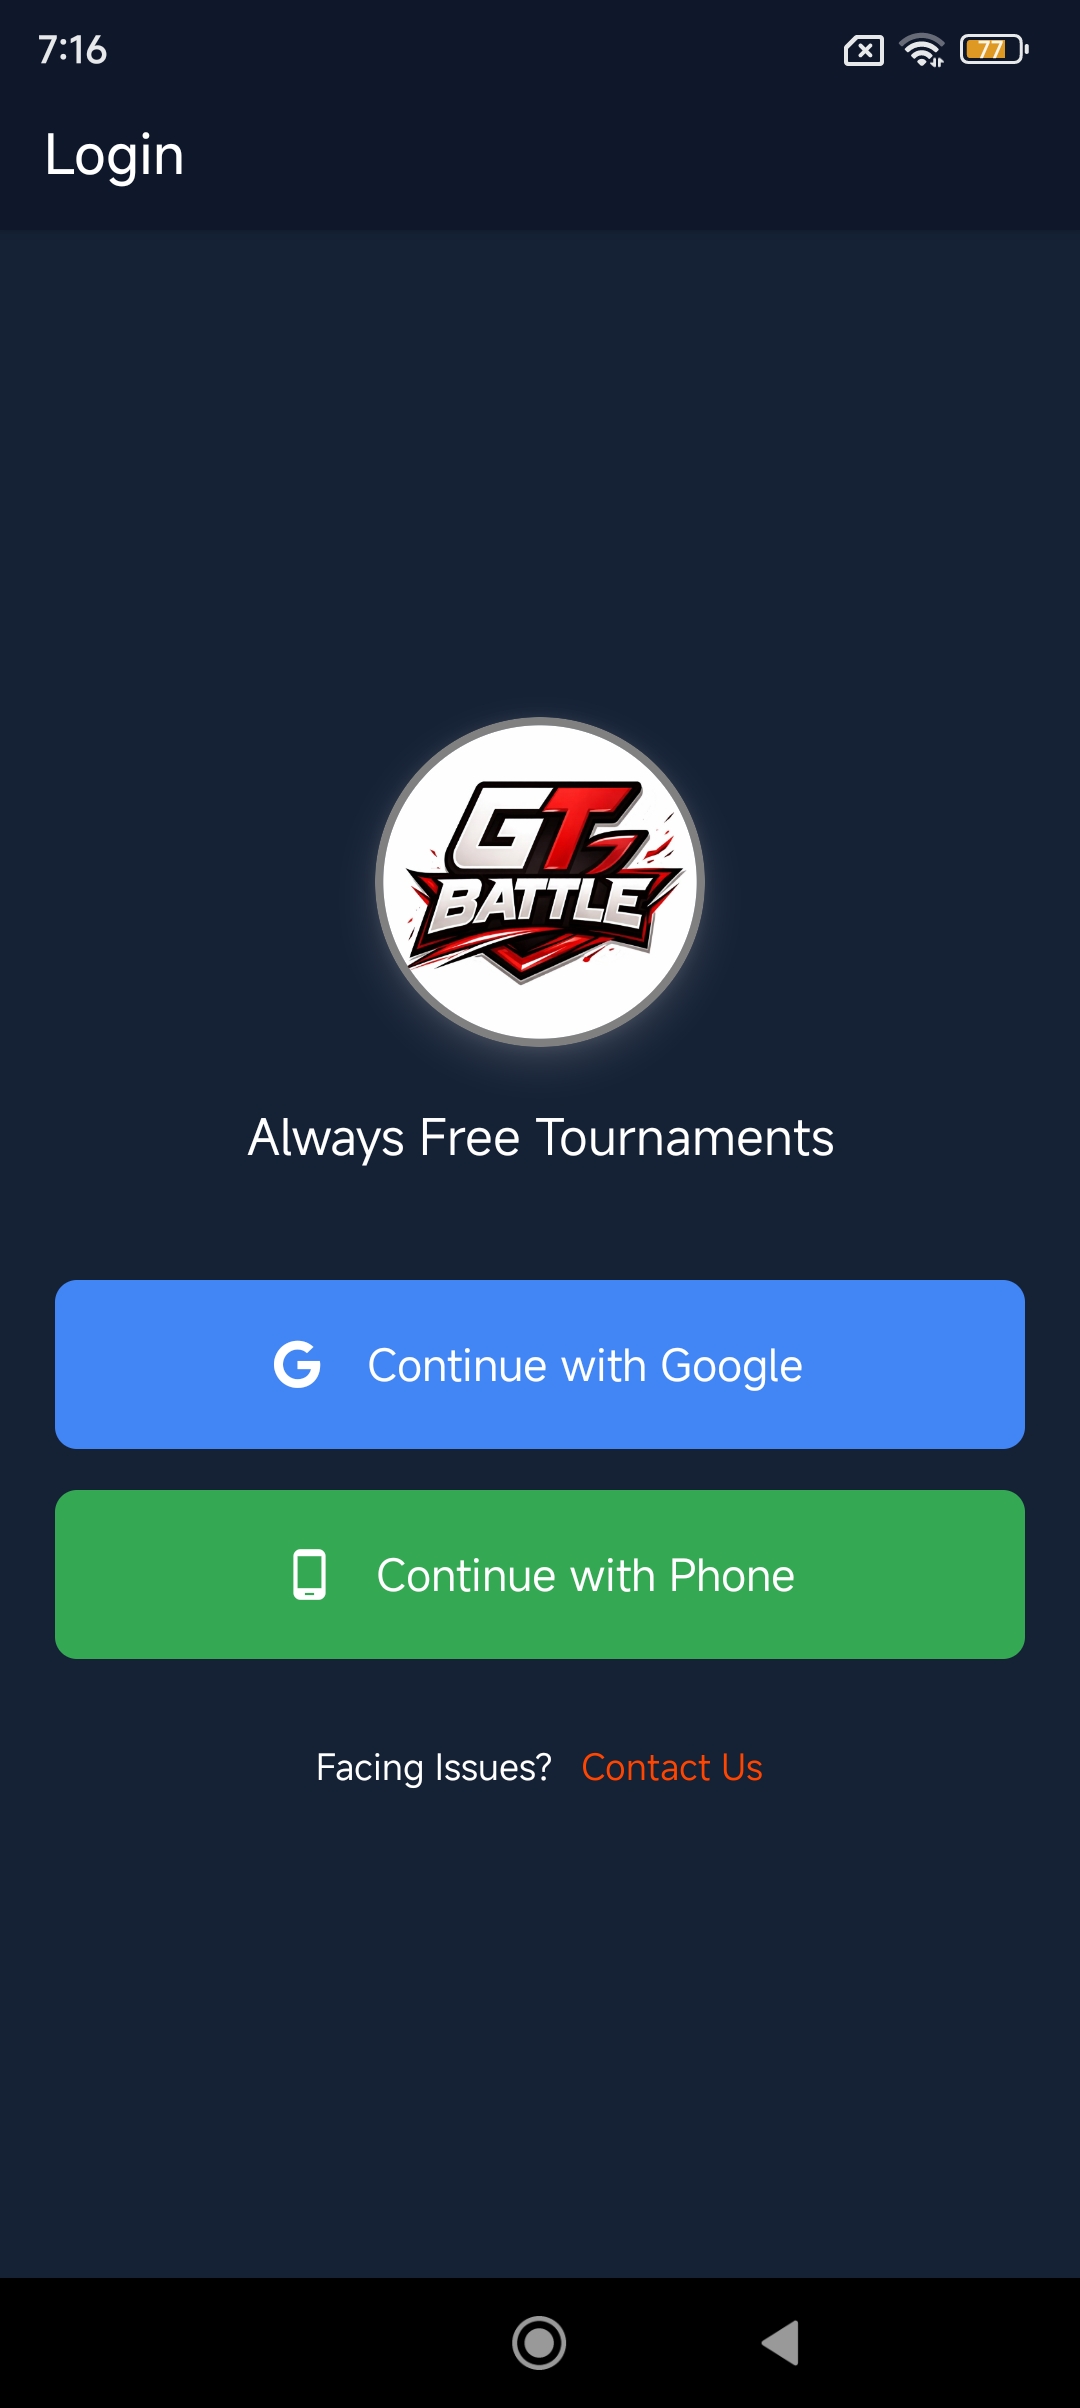 7:16
77
Login
GT
BATTLE
Always Free Tournaments
G Continue with Google
Continue with Phone
Facing Issues? Contact Us